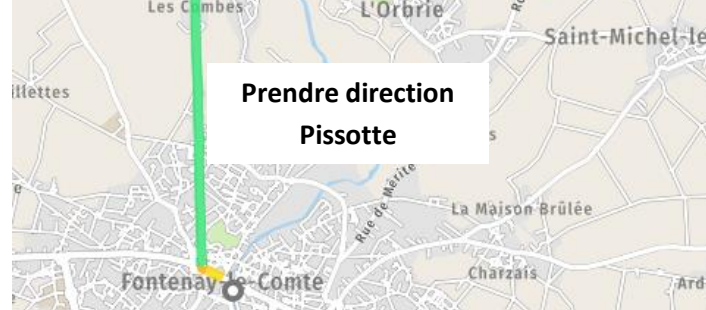 Les Combes
L'Orbrie
Saint-Michel-le
illettes
Prendre direction
Pissotte
s
e
Rue de Mérite
La Maison Brûlée
Fontenay-le-Comte
Charzais
Ard